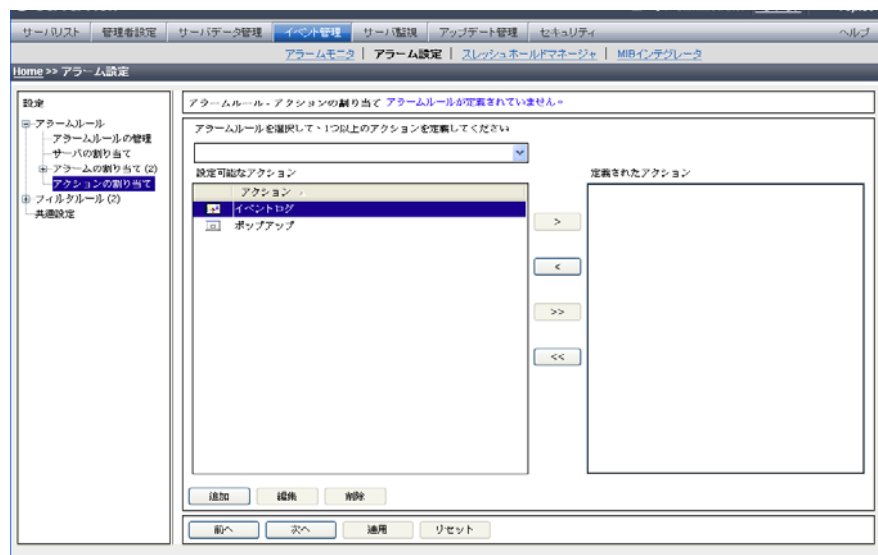 サーバリスト 管理者設定 サーバデータ管理 イベント管理 サーバ監視 アップデート管理 セキュリティ ヘルプ
アラームモニタ | アラーム設定 | スレッショホールドマネージャ | MIBインテグレータ
Home >> アラーム設定
設定
アラームルール
アラームルールの管理
サーバの割り当て
アラームの割り当て (2)
アクションの割り当て
フィルタルール (2)
共通設定
アラームルール - アクションの割り当て アラームルールが定義されていません。
アラームルールを選択して、1つ以上のアクションを定義してください
設定可能なアクション
定義されたアクション
アクション
イベントログ
ポップアップ
>
<
>>
<<
追加 編集 削除
前へ 次へ 適用 リセット